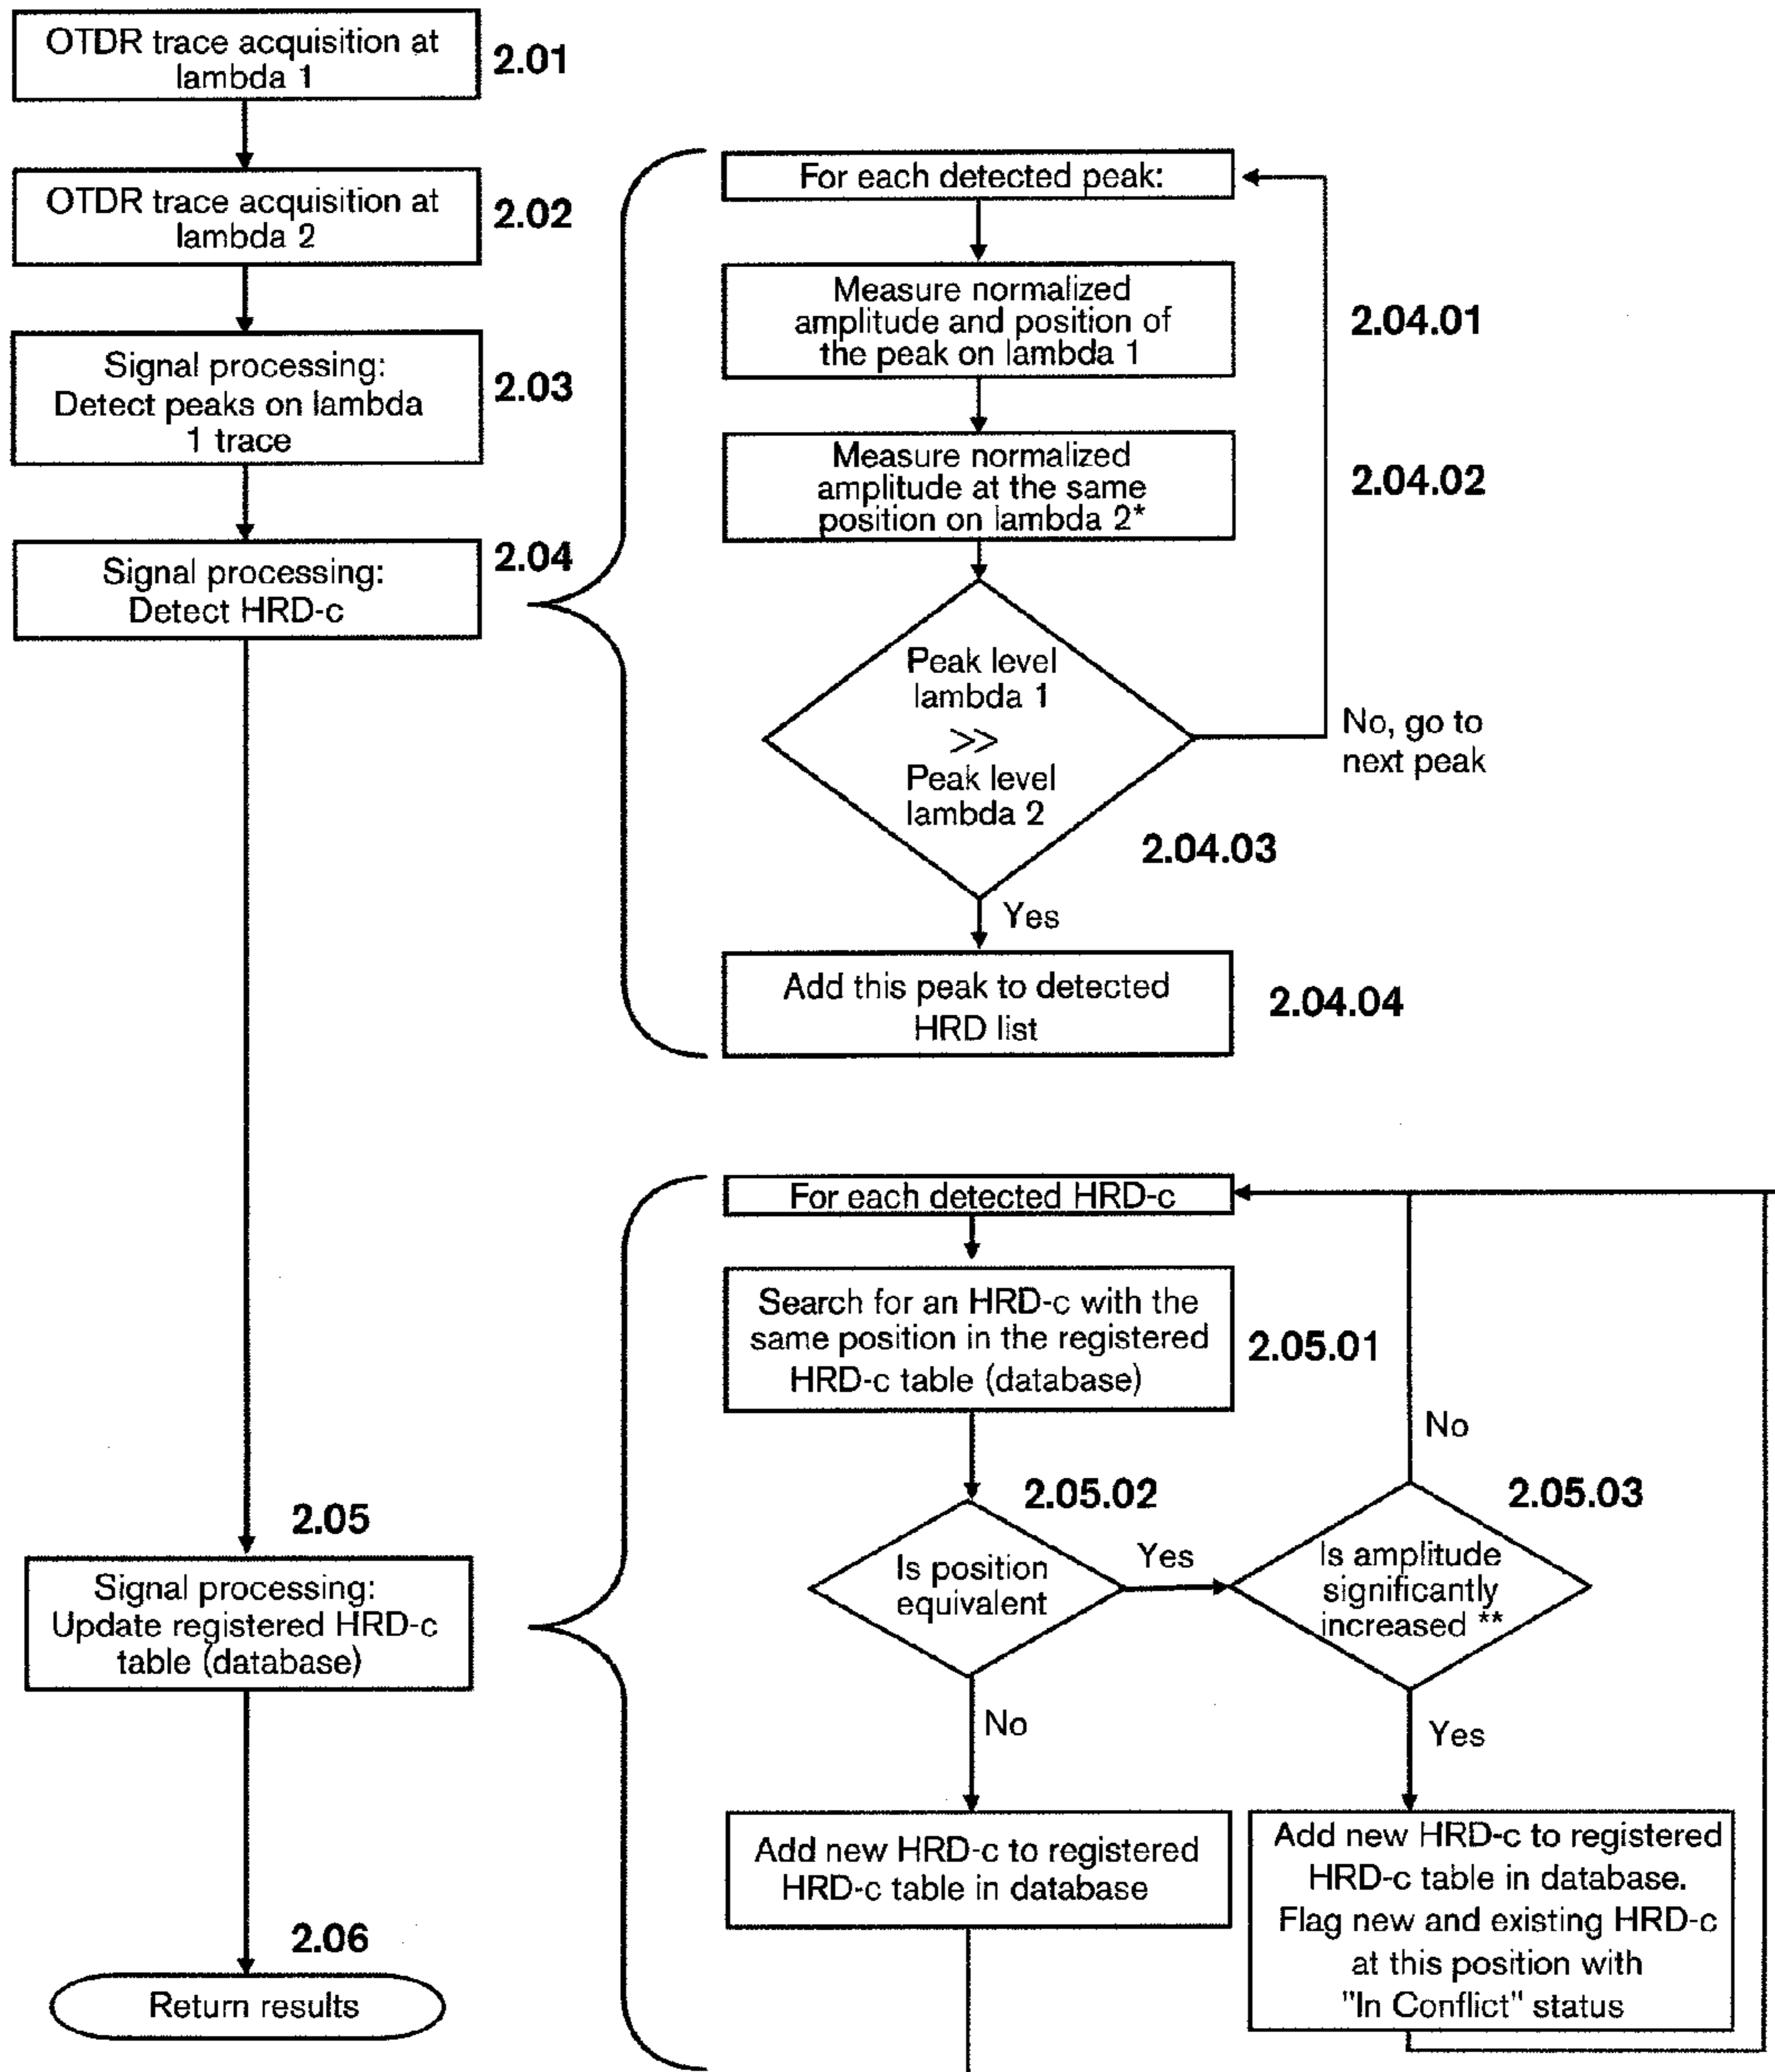 OTDR trace acquisition at
lambda 1
2.01
OTDR trace acquisition at
lambda 2
2.02
Signal processing:
Detect peaks on lambda
1 trace
2.03
Signal processing:
Detect HRD-c
2.04
For each detected peak:
Measure normalized
amplitude and position of
the peak on lambda 1
2.04.01
Measure normalized
amplitude at the same
position on lambda 2*
2.04.02
Peak level
lambda 1
>>
Peak level
lambda 2
2.04.03
No, go to
next peak
Yes
Add this peak to detected
HRD list
2.04.04
2.05
Signal processing:
Update registered HRD-c
table (database)
2.06
Return results
For each detected HRD-c
Search for an HRD-c with the
same position in the registered
HRD-c table (database)
2.05.01
2.05.02
Is position
equivalent
Yes
No
2.05.03
Is amplitude
significantly
increased **
No
Yes
Add new HRD-c to registered
HRD-c table in database
Add new HRD-c to registered
HRD-c table in database.
Flag new and existing HRD-c
at this position with
"In Conflict" status